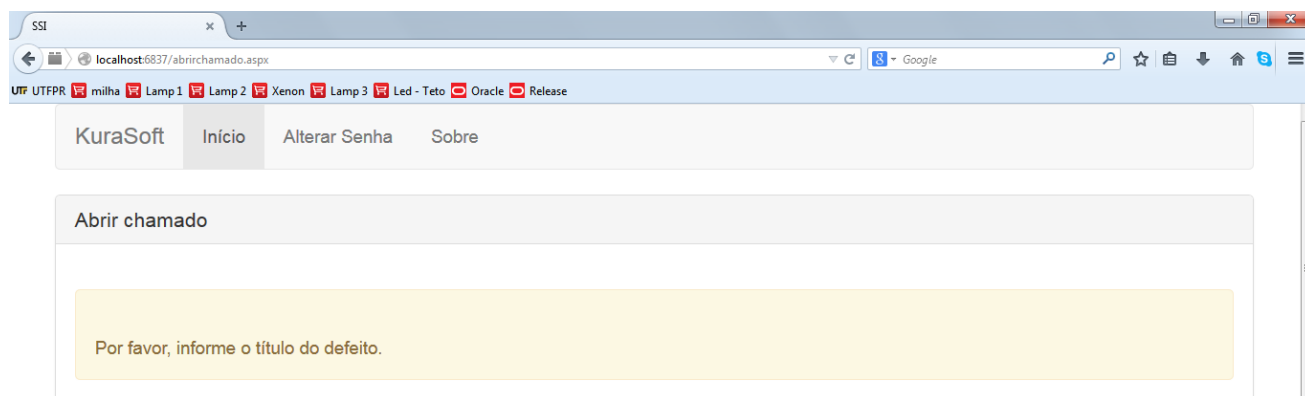 SSI
localhost:6837/abrirchamado.aspx
Google
UTFPR milha Lamp 1 Lamp 2 Xenon Lamp 3 Led - Teto Oracle Release
KuraSoft Início Alterar Senha Sobre
Abrir chamado
Por favor, informe o título do defeito.